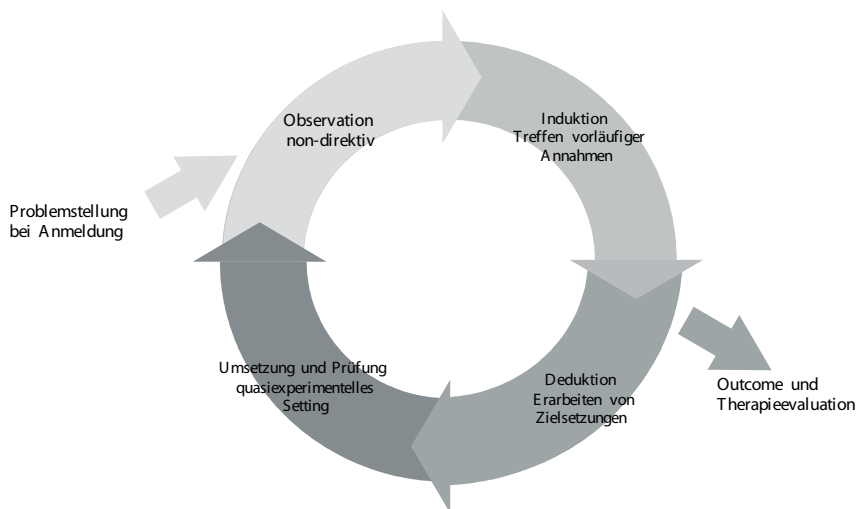 Observation
non-direktiv
Induktion
Treffen vorläufiger
Annahmen
Problemstellung
bei Anmeldung
Umsetzung und Prüfung
quasiexperimentelles
Setting
Deduktion
Erarbeiten von
Zielsetzungen
Outcome und
Therapieevaluation